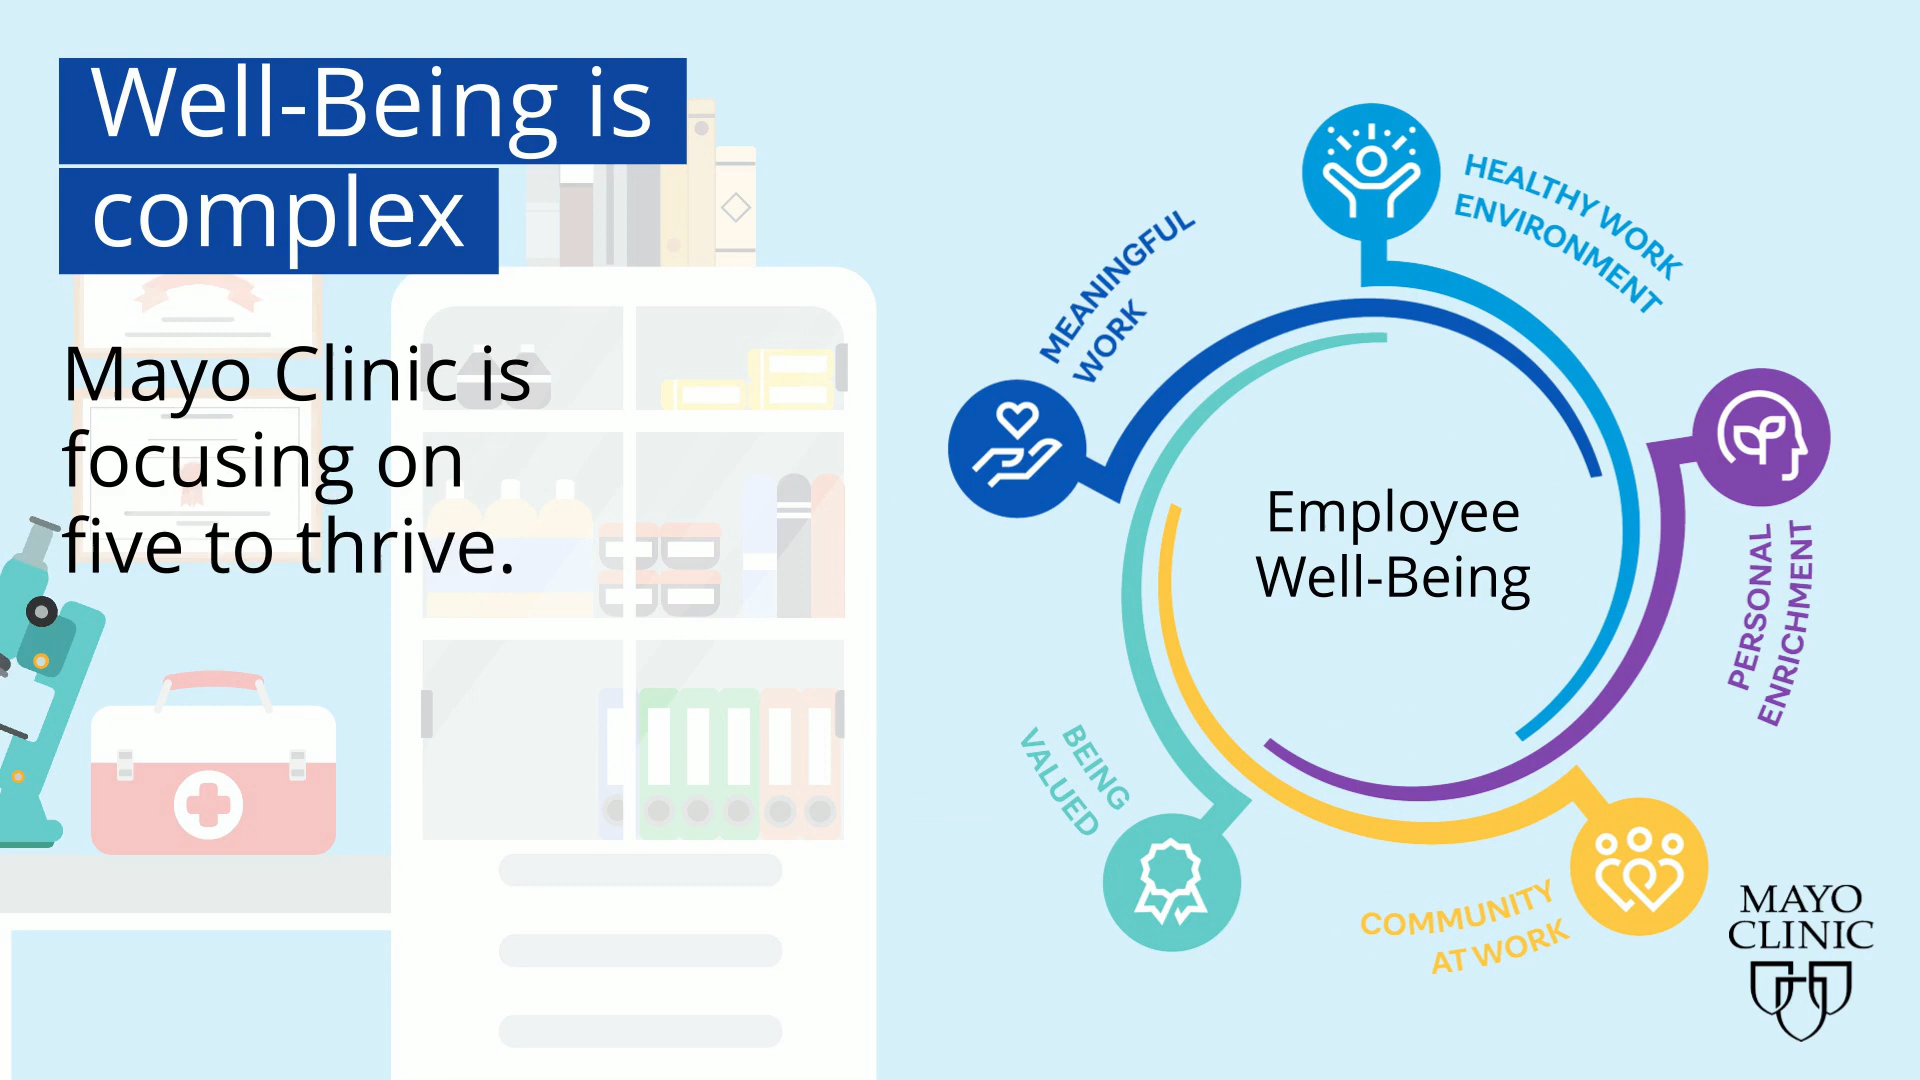 Well-Being is
complex
Mayo Clinic is
focusing on
five to thrive.
HEALTHY WORK
ENVIRONMENT
MEANINGFUL
WORK
Employee
Well-Being
PERSONAL
ENRICHMENT
BEING
VALUED
COMMUNITY
AT WORK
MAYO
CLINIC